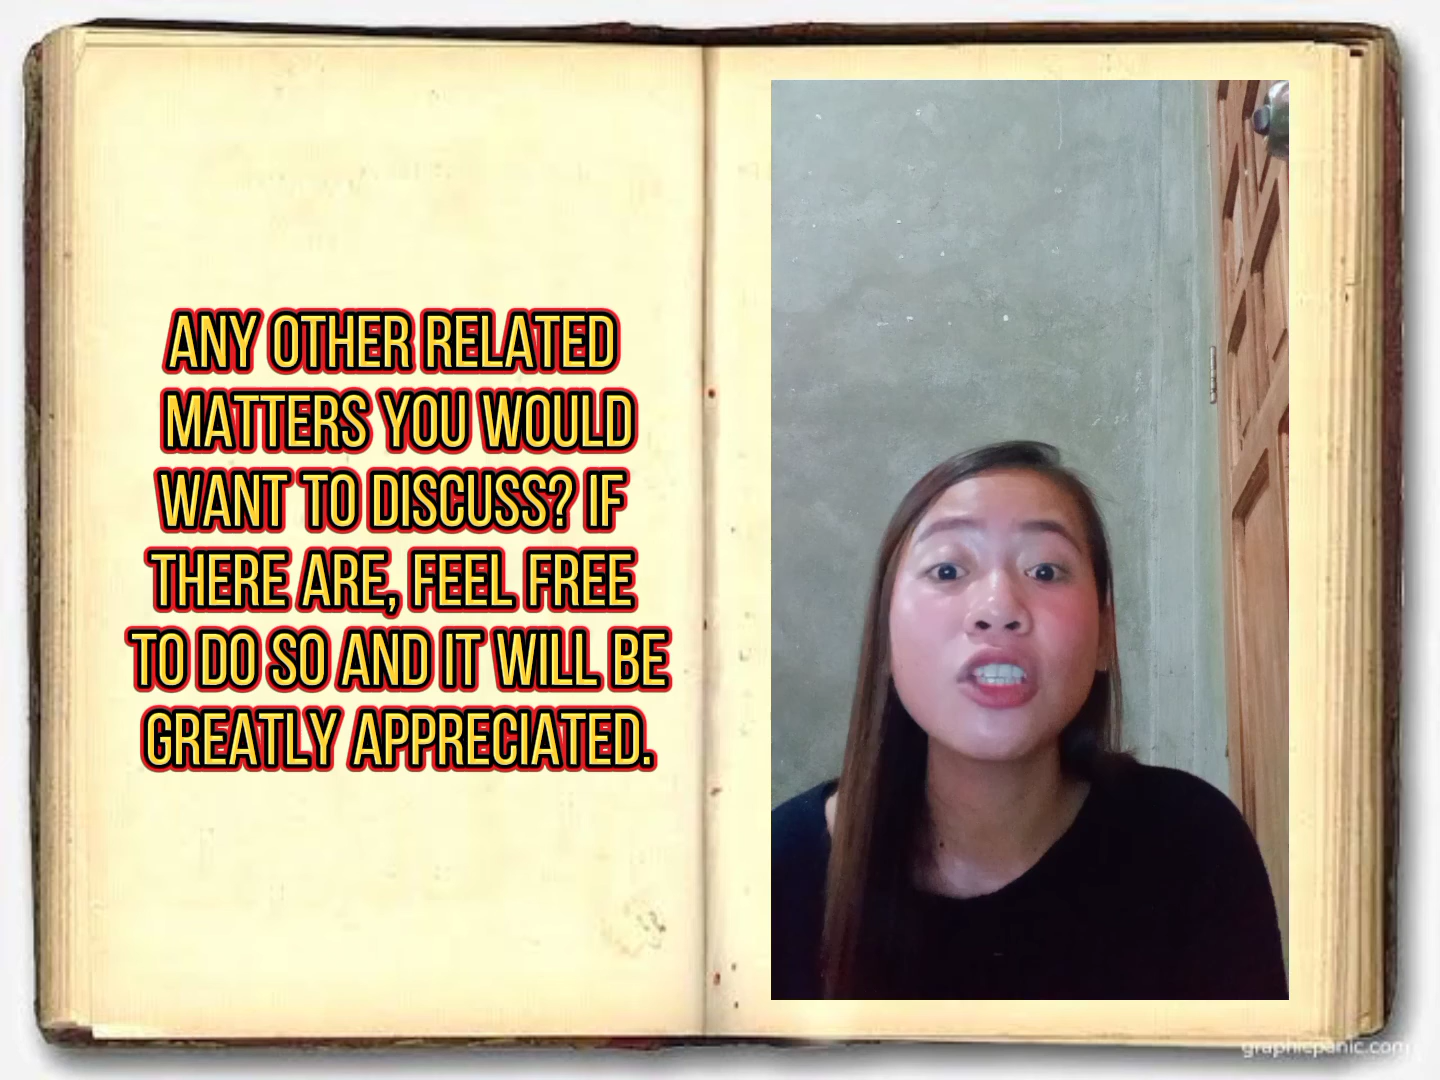 ANY OTHER RELATED
MATTERS YOU WOULD
WANT TO DISCUSS? IF
THERE ARE, FEEL FREE
TO DO SO AND IT WILL BE
GREATLY APPRECIATED.
graphicpanic.com